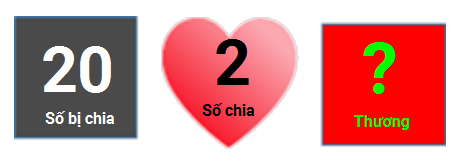 20
Số bị chia
2
Số chia
?
Thương